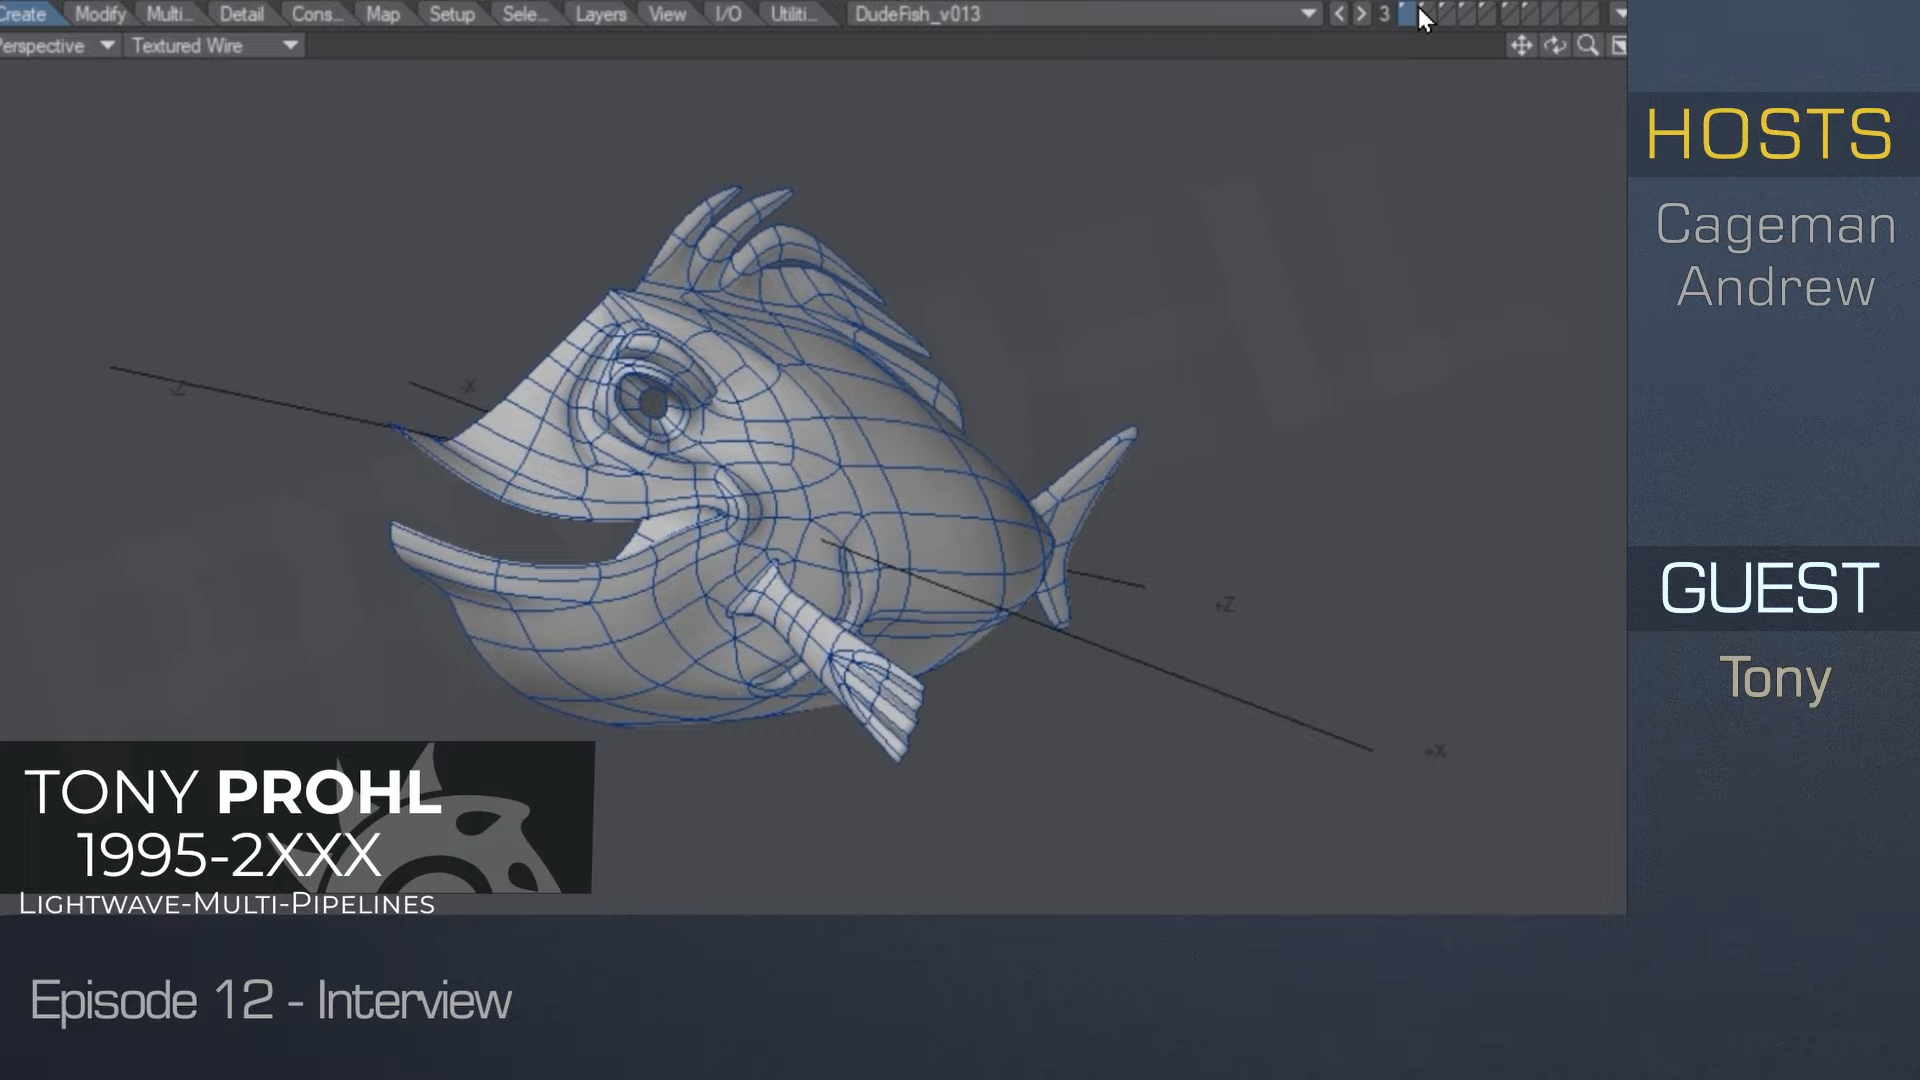 Create Modify Multi... Detail Cons... Map Setup Sele... Layers View I/O Utiliti... DudeFish_v013 3
Perspective Textured Wire
HOSTS
Cageman
Andrew
-Z
-X
+Z
+X
GUEST
Tony
TONY PROHL
1995-2XXX
LIGHTWAVE-MULTI-PIPELINES
Episode 12 - Interview